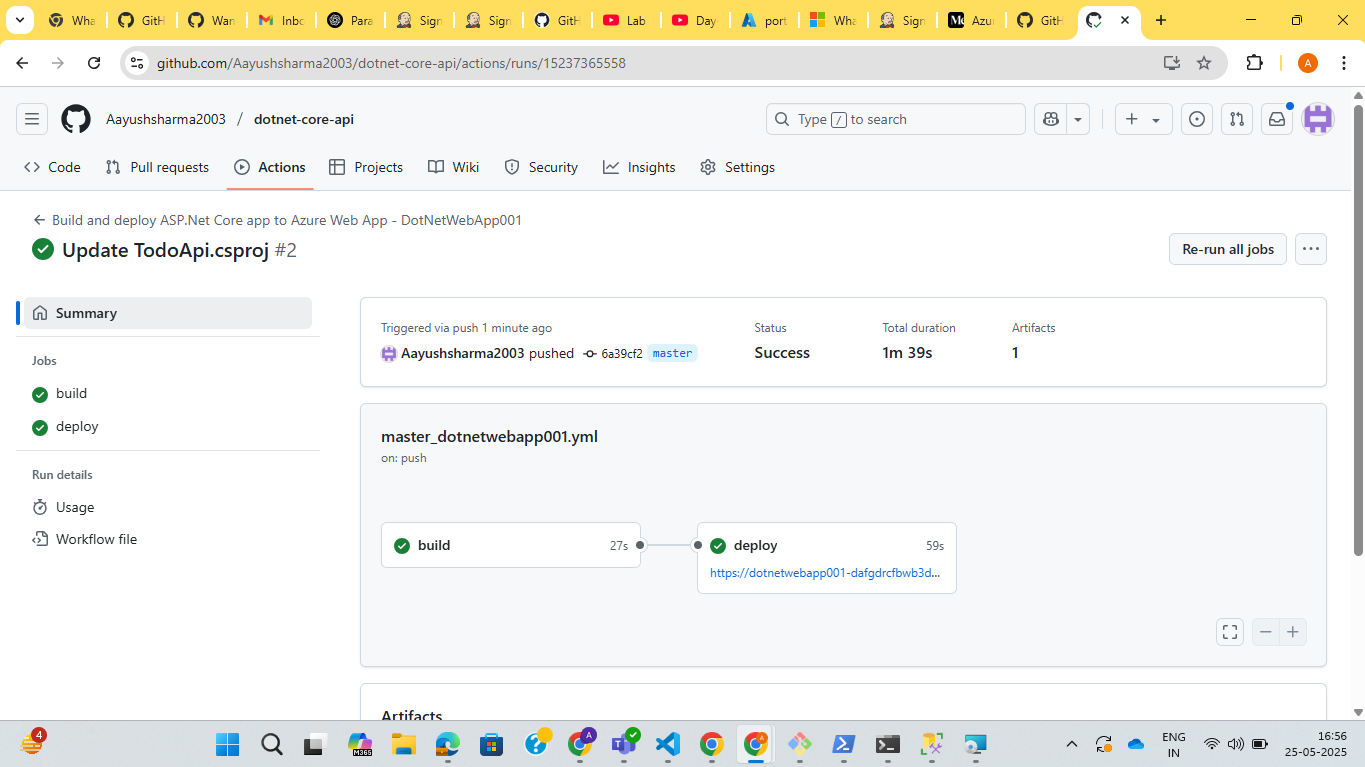 Wha
GitH
Wan
Inbc
Para
Sign
Sign
GitH
Lab
Day-
port
Wha
Sign
Azur
GitH
github.com/Aayushsharma2003/dotnet-core-api/actions/runs/15237365558
A
Aayushsharma2003 / dotnet-core-api
Type / to search
Code Pull requests Actions Projects Wiki Security Insights Settings
Build and deploy ASP.Net Core app to Azure Web App - DotNetWebApp001
Update TodoApi.csproj #2
Re-run all jobs
Summary
Jobs
build
deploy
Run details
Usage
Workflow file
Triggered via push 1 minute ago
Aayushsharma2003 pushed 6a39cf2 master
Status
Success
Total duration
1m 39s
Artifacts
1
master_dotnetwebapp001.yml
on: push
build 27s
deploy 59s
https://dotnetwebapp001-dafgdrcfbwb3d...
Artifacts
4
M365
A
A
ENG
IN
16:56
25-05-2025